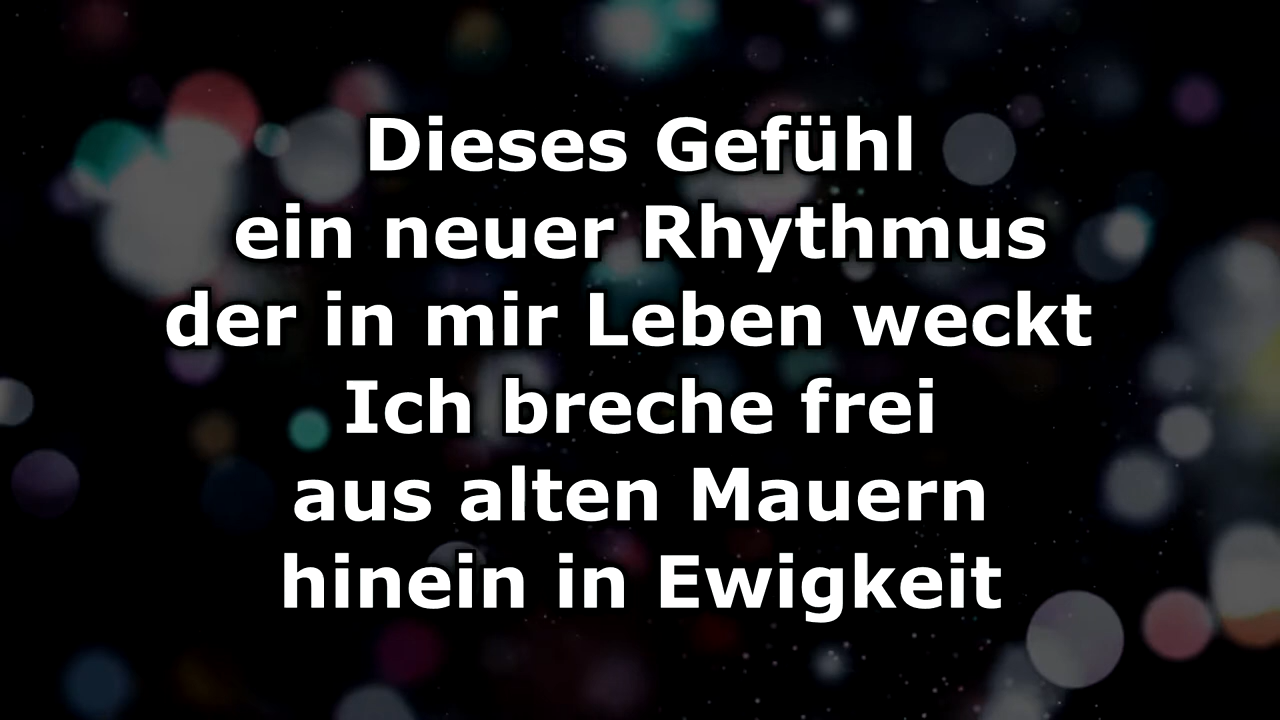 Dieses Gefühl
ein neuer Rhythmus
der in mir Leben weckt
Ich breche frei
aus alten Mauern
hinein in Ewigkeit